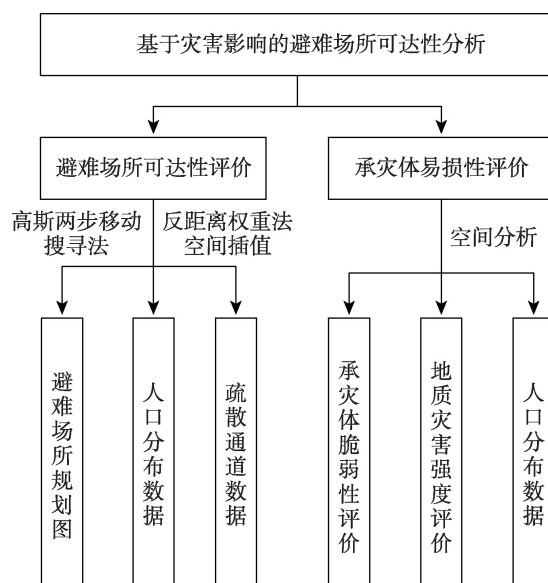 基于灾害影响的避难场所可达性分析
避难场所可达性评价
承灾体易损性评价
高斯两步移动
搜寻法
反距离权重法
空间插值
空间分析
避难场所规划图
人口分布数据
疏散通道数据
承灾体脆弱性评价
地质灾害强度评价
人口分布数据